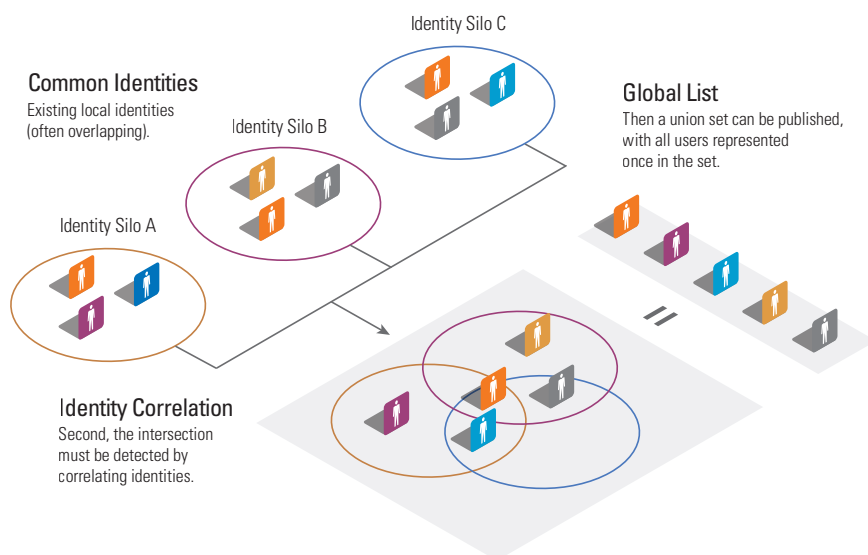 Common Identities
Existing local identities
(often overlapping).
Identity Silo A
Identity Silo B
Identity Silo C
Identity Correlation
Second, the intersection
must be detected by
correlating identities.
Global List
Then a union set can be published,
with all users represented
once in the set.